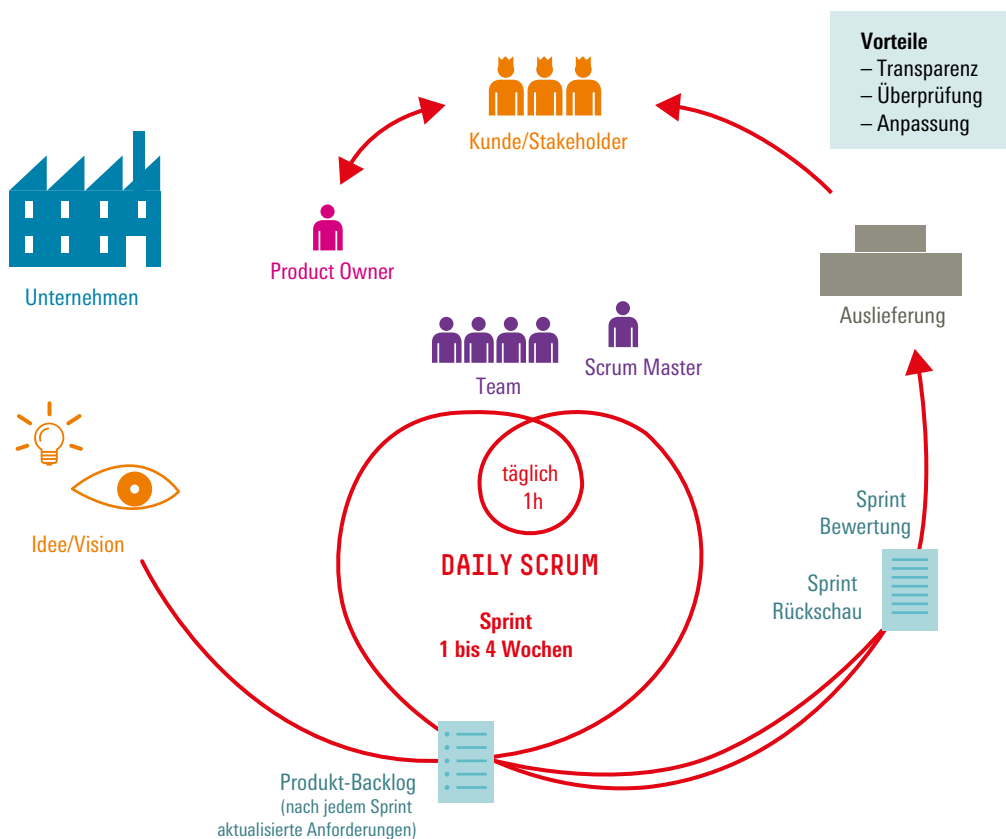 Vorteile
– Transparenz
– Überprüfung
– Anpassung
Kunde/Stakeholder
Product Owner
Unternehmen
Auslieferung
Team
Scrum Master
täglich
1h
Idee/Vision
DAILY SCRUM
Sprint
1 bis 4 Wochen
Sprint
Bewertung
Sprint
Rückschau
Produkt-Backlog
(nach jedem Sprint
aktualisierte Anforderungen)